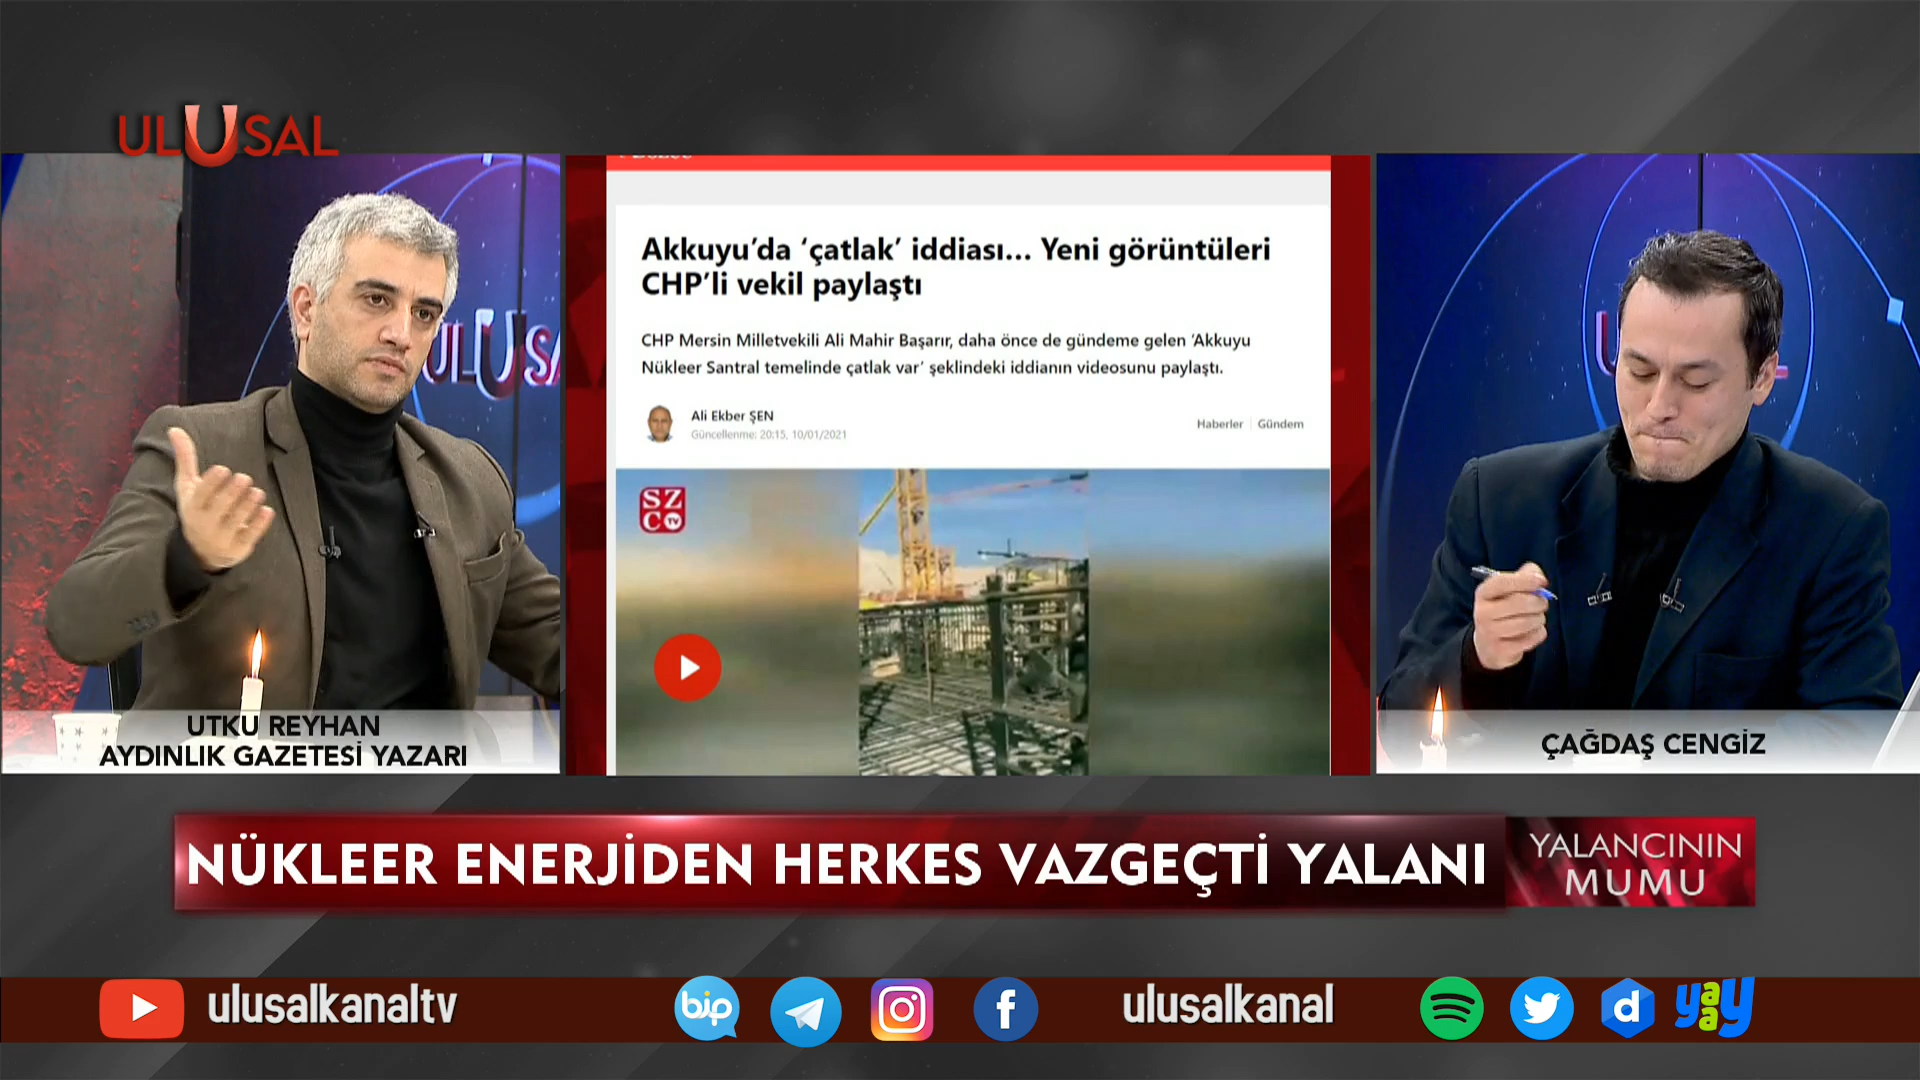 ULUSAL
Akkuyu'da 'çatlak' iddiası... Yeni görüntüleri
CHP'li vekil paylaştı
CHP Mersin Milletvekili Ali Mahir Başarır, daha önce de gündeme gelen 'Akkuyu
Nükleer Santral temelinde çatlak var' şeklindeki iddianın videosunu paylaştı.
Ali Ekber ŞEN
Güncellenme: 20:15, 10/01/2021
Haberler
Gündem
SZC TV
UTKU REYHAN
AYDINLIK GAZETESİ YAZARI
ÇAĞDAŞ CENGİZ
NÜKLEER ENERJİDEN HERKES VAZGEÇTİ YALANI
YALANCININ
MUMU
ulusalkanaltv
bip
ulusalkanal
d
yaay